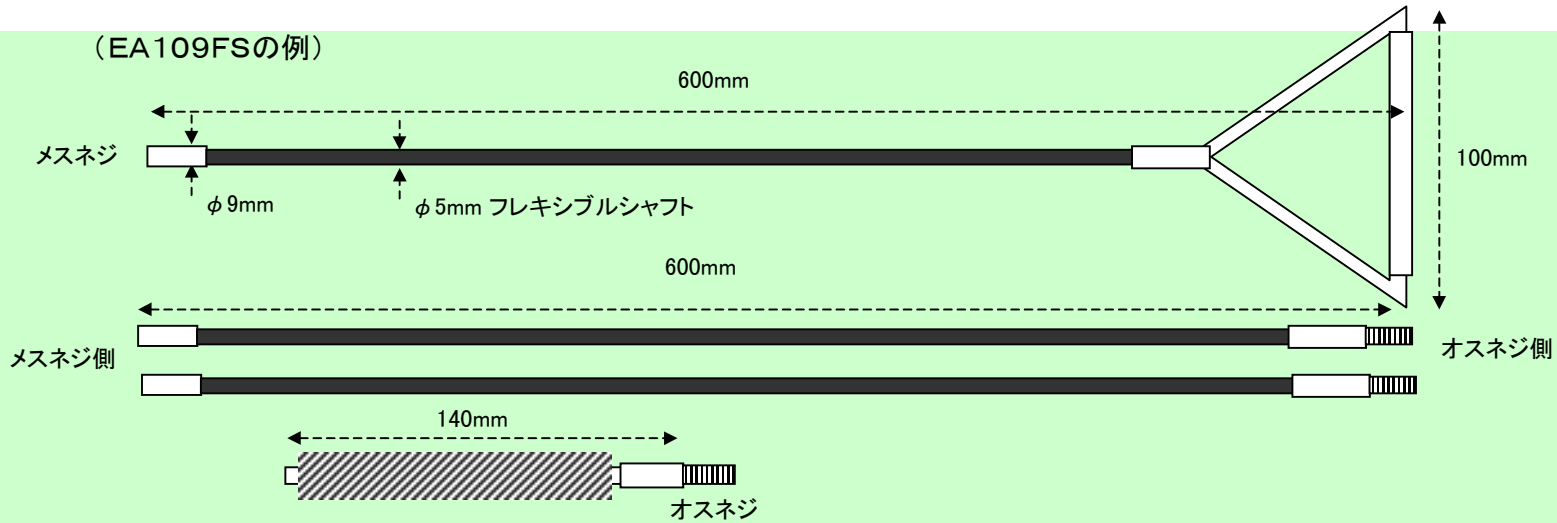 (EA109FSの例)
600mm
メスネジ
100mm
φ9mm
φ5mm フレキシブルシャフト
600mm
メスネジ側
オスネジ側
140mm
オスネジ